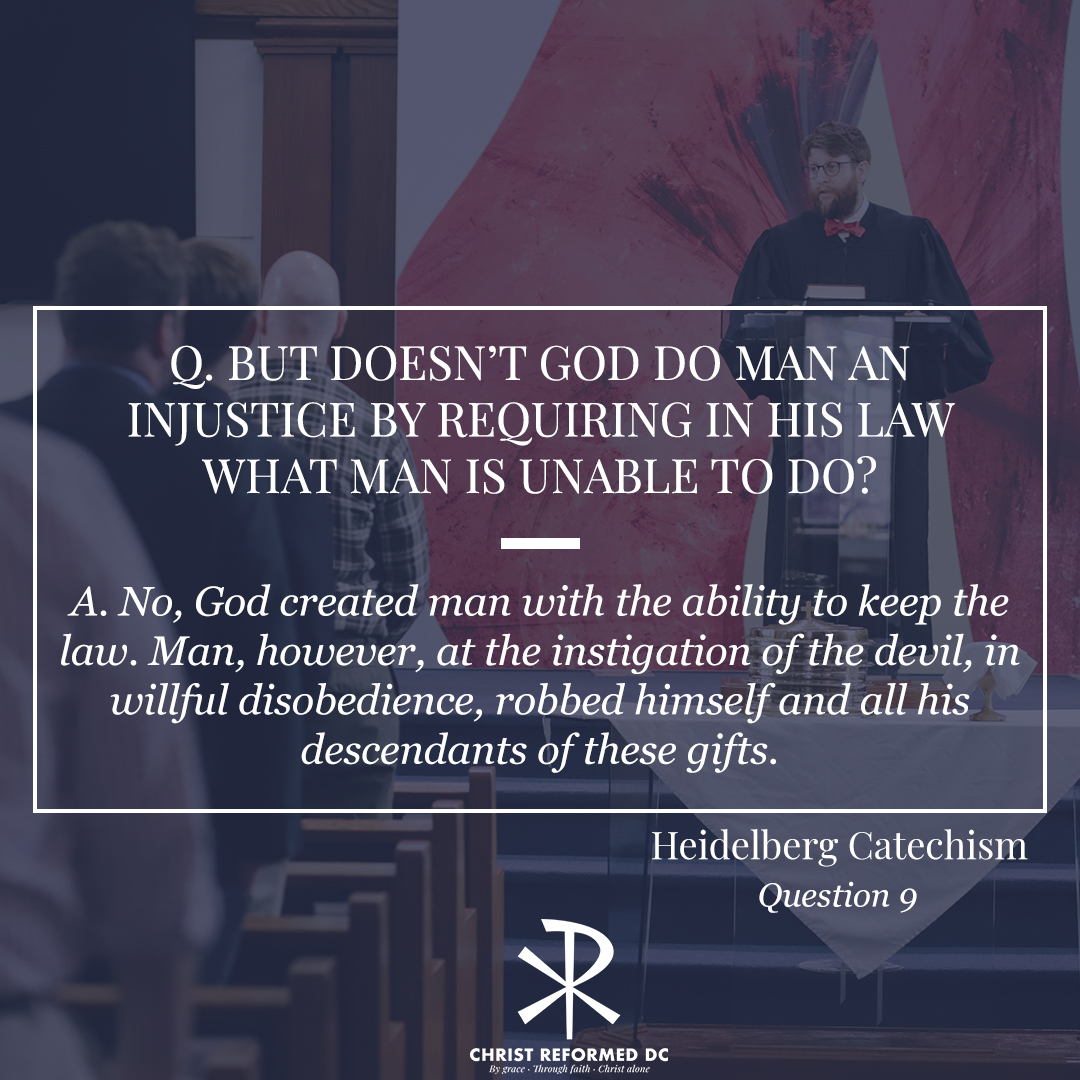 Q. BUT DOESN’T GOD DO MAN AN
INJUSTICE BY REQUIRING IN HIS LAW
WHAT MAN IS UNABLE TO DO?
A. No, God created man with the ability to keep the
law. Man, however, at the instigation of the devil, in
willful disobedience, robbed himself and all his
descendants of these gifts.
Heidelberg Catechism
Question 9
CHRIST REFORMED DC
By grace · Through faith · Christ alone